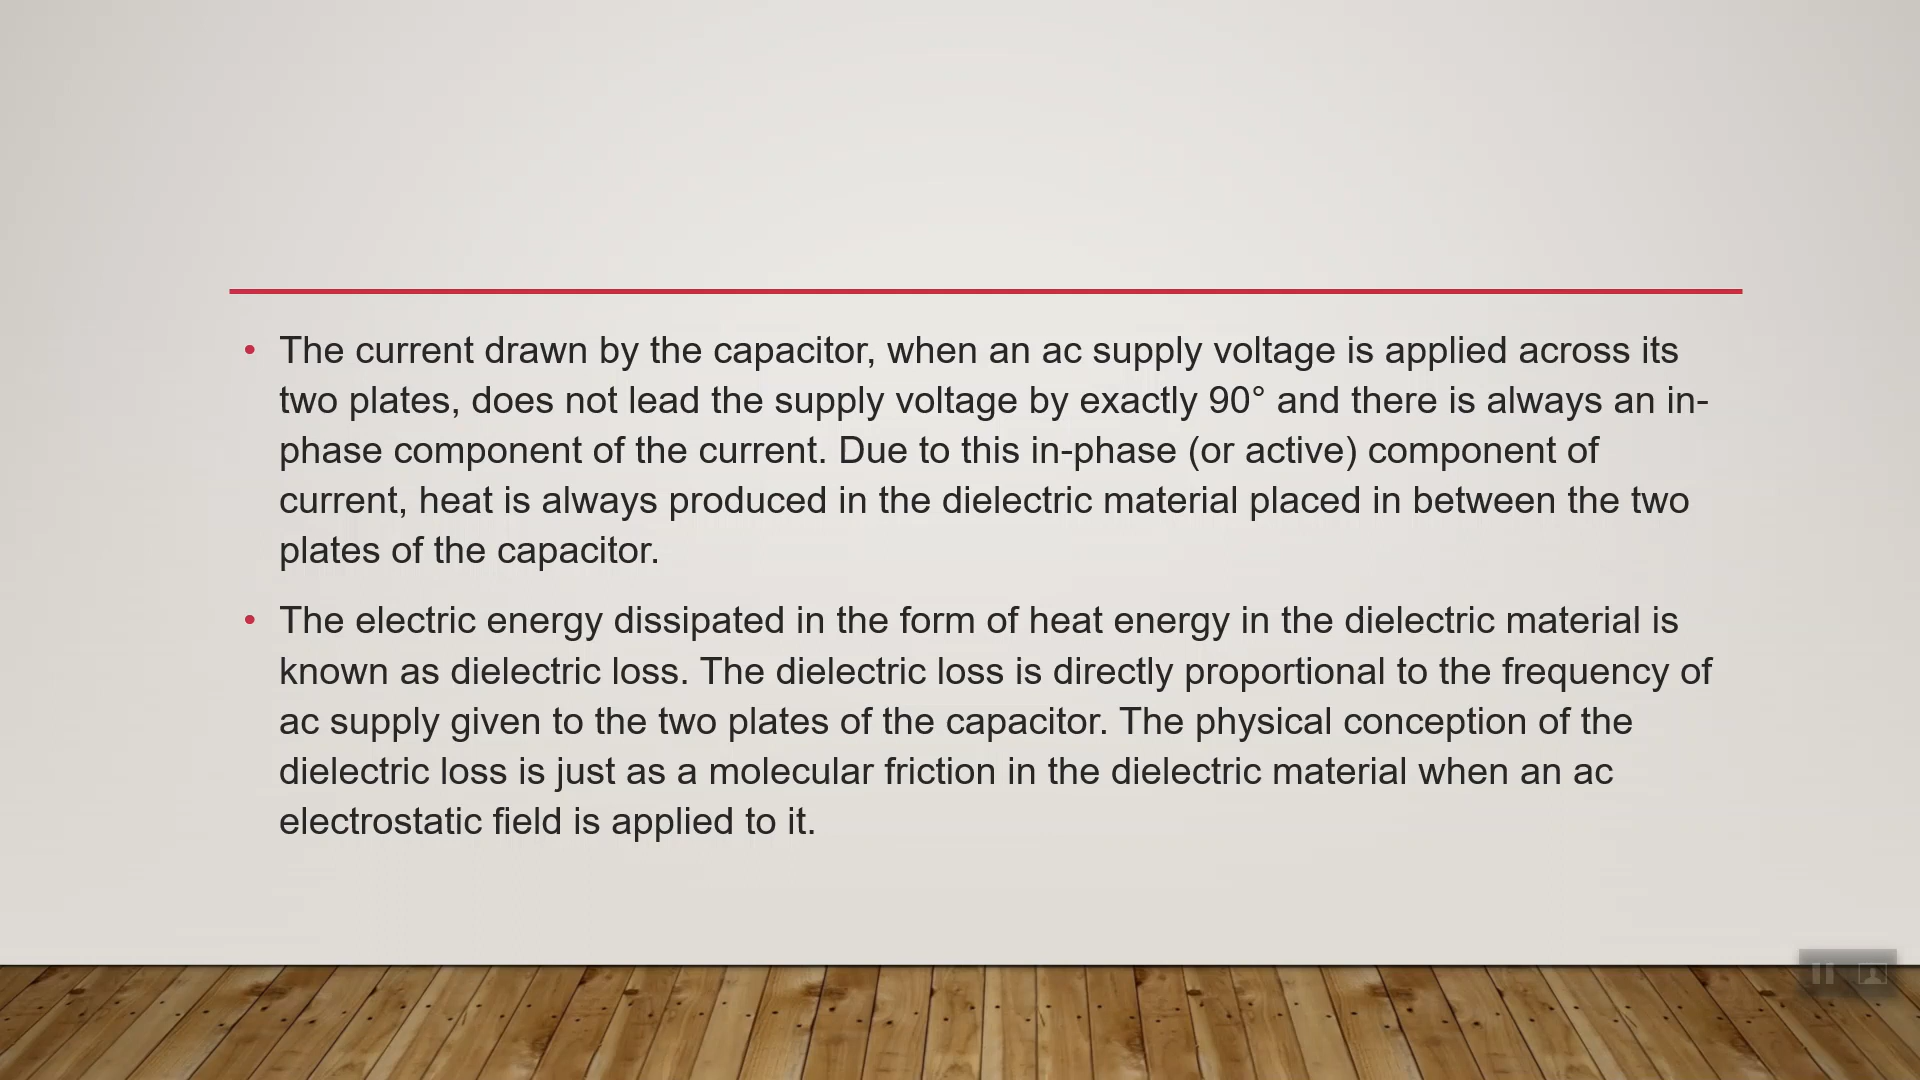 • The current drawn by the capacitor, when an ac supply voltage is applied across its
two plates, does not lead the supply voltage by exactly 90° and there is always an in-
phase component of the current. Due to this in-phase (or active) component of
current, heat is always produced in the dielectric material placed in between the two
plates of the capacitor.
• The electric energy dissipated in the form of heat energy in the dielectric material is
known as dielectric loss. The dielectric loss is directly proportional to the frequency of
ac supply given to the two plates of the capacitor. The physical conception of the
dielectric loss is just as a molecular friction in the dielectric material when an ac
electrostatic field is applied to it.